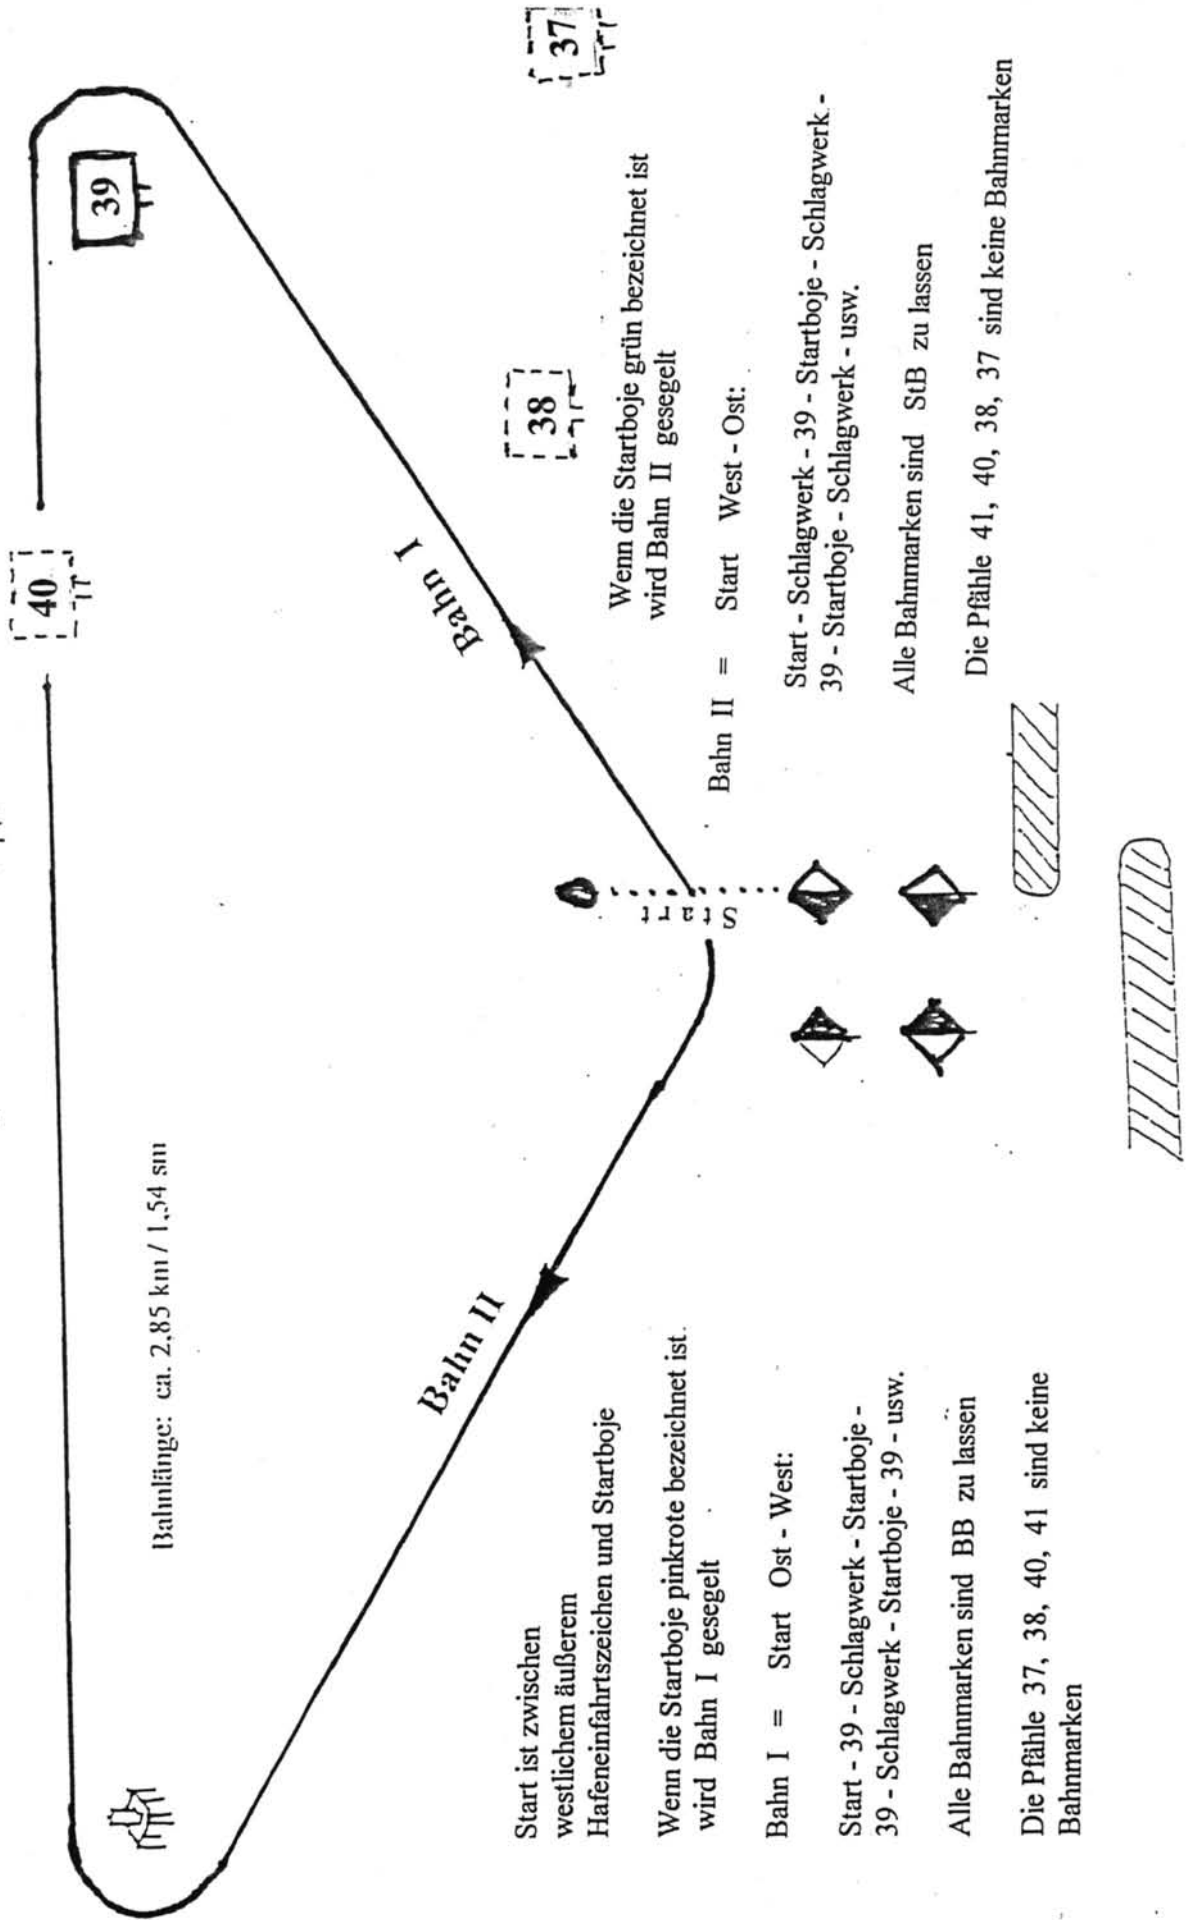 40
39
37
38
Bahnlänge: ca. 2,85 km / 1,54 sm
Bahn II
Bahn I
Start
Start ist zwischen
westlichem äußerem
Hafeneinfahrtszeichen und Startboje
Wenn die Startboje pinkrote bezeichnet ist
wird Bahn I gesegelt
Bahn I = Start Ost - West:
Start - 39 - Schlagwerk - Startboje -
39 - Schlagwerk - Startboje - 39 - usw.
Alle Bahnmarken sind BB zu lassen
Die Pfähle 37, 38, 40, 41 sind keine
Bahnmarken
Wenn die Startboje grün bezeichnet ist
wird Bahn II gesegelt
Bahn II = Start West - Ost:
Start - Schlagwerk - 39 - Startboje - Schlagwerk -
39 - Startboje - Schlagwerk - usw.
Alle Bahnmarken sind StB zu lassen
Die Pfähle 41, 40, 38, 37 sind keine Bahnmarken